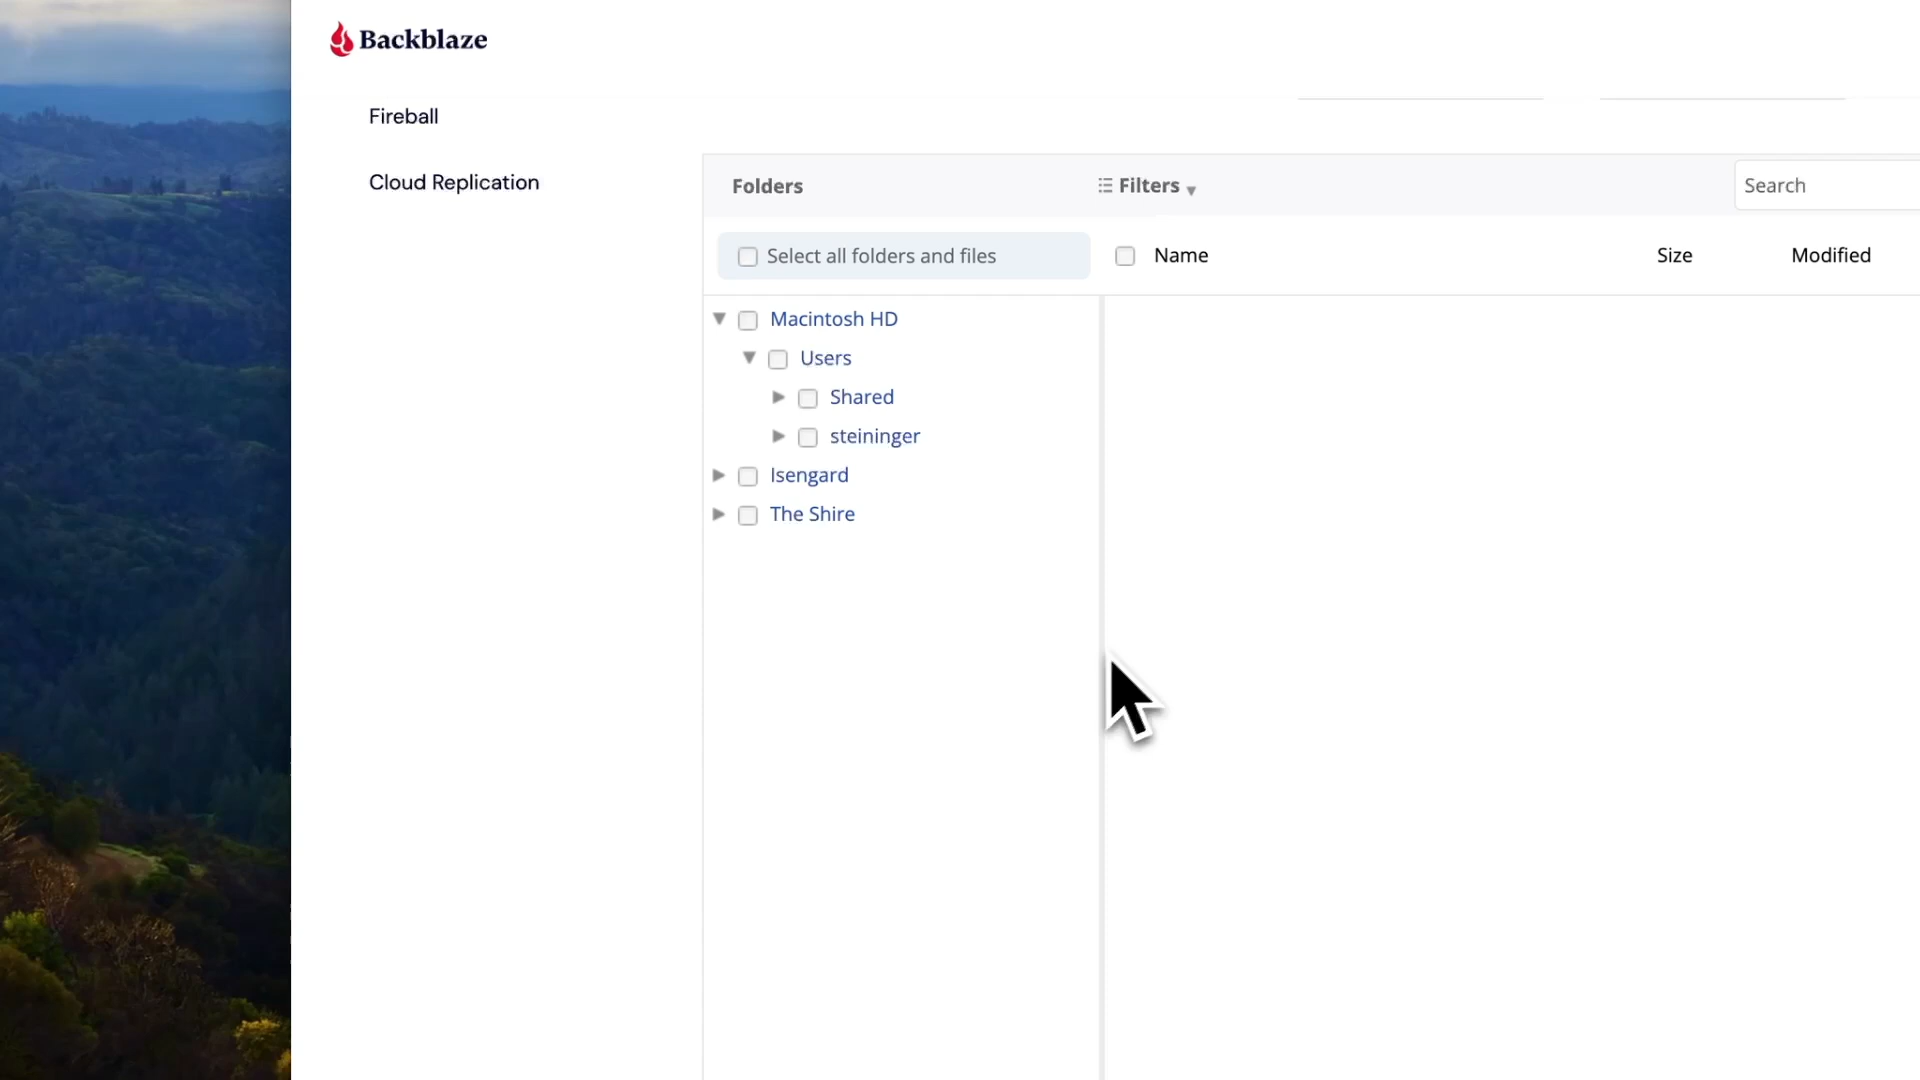 Backblaze
Fireball
Cloud Replication
Folders
Filters
Search
Select all folders and files
Name
Size
Modified
Macintosh HD
Users
Shared
steininger
Isengard
The Shire